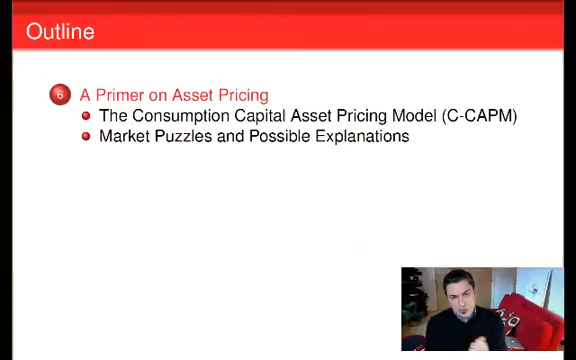 Outline
6 A Primer on Asset Pricing
The Consumption Capital Asset Pricing Model (C-CAPM)
Market Puzzles and Possible Explanations